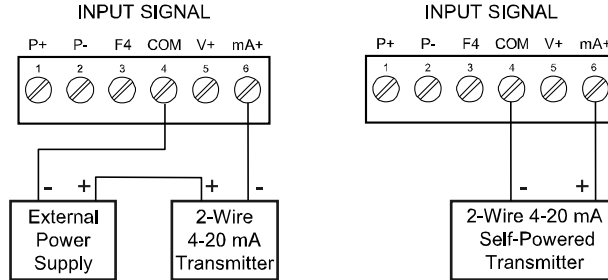 INPUT SIGNAL
P+ P- F4 COM V+ mA+
1 2 3 4 5 6
- + + -
External
Power
Supply
2-Wire
4-20 mA
Transmitter
INPUT SIGNAL
P+ P- F4 COM V+ mA+
1 2 3 4 5 6
- +
2-Wire 4-20 mA
Self-Powered
Transmitter